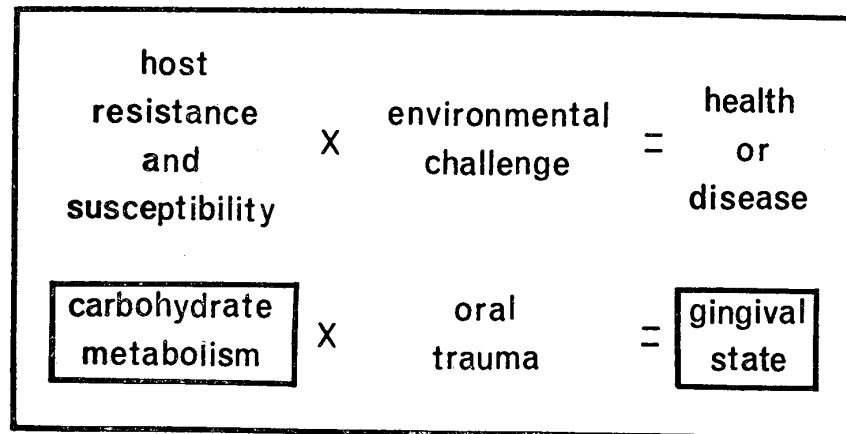 host
resistance
and
susceptibility
X
environmental
challenge
=
health
or
disease
carbohydrate
metabolism
X
oral
trauma
=
gingival
state